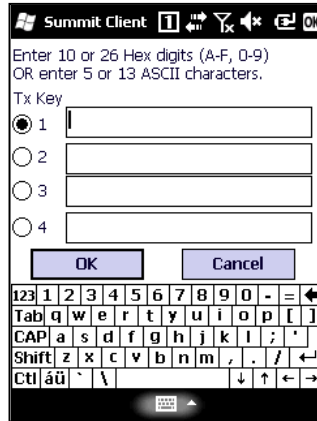 Summit Client 1 OK
Enter 10 or 26 Hex digits (A-F, 0-9)
OR enter 5 or 13 ASCII characters.
Tx Key
1
2
3
4
OK Cancel
123 1 2 3 4 5 6 7 8 9 0 - =
Tab q w e r t y u i o p [ ]
CAP a s d f g h j k l ; '
Shift z x c v b n m , . /
Ctl áü ` \